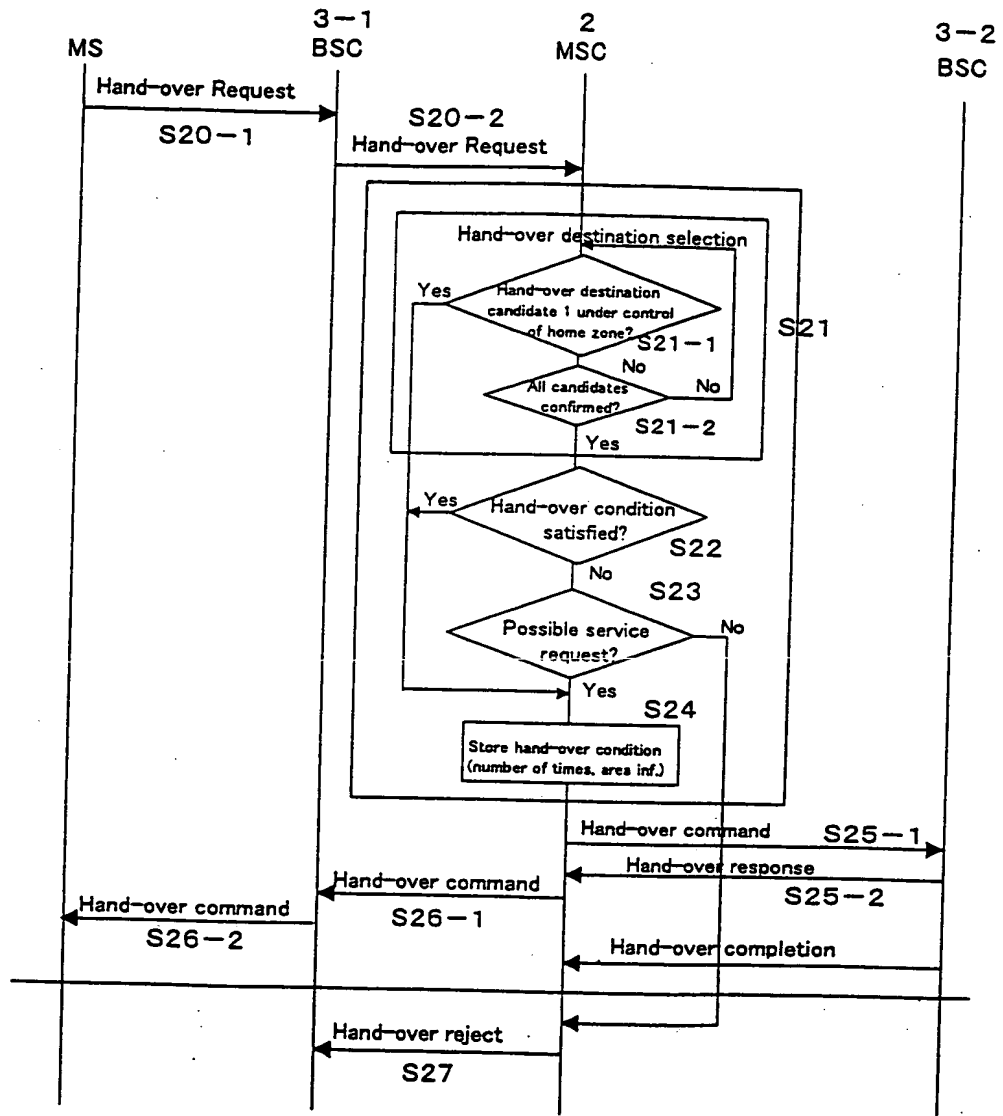 MS
3-1
BSC
2
MSC
3-2
BSC
Hand-over Request
S20-1
S20-2
Hand-over Request
Hand-over destination selection
Yes
Hand-over destination
candidate 1 under control
of home zone?
S21
S21-1
No
All candidates
confirmed?
No
S21-2
Yes
Yes
Hand-over condition
satisfied?
S22
No
S23
Possible service
request?
No
Yes
S24
Store hand-over condition
(number of times, area inf.)
Hand-over command
S25-1
Hand-over response
S25-2
Hand-over command
S26-1
Hand-over command
S26-2
Hand-over completion
Hand-over reject
S27